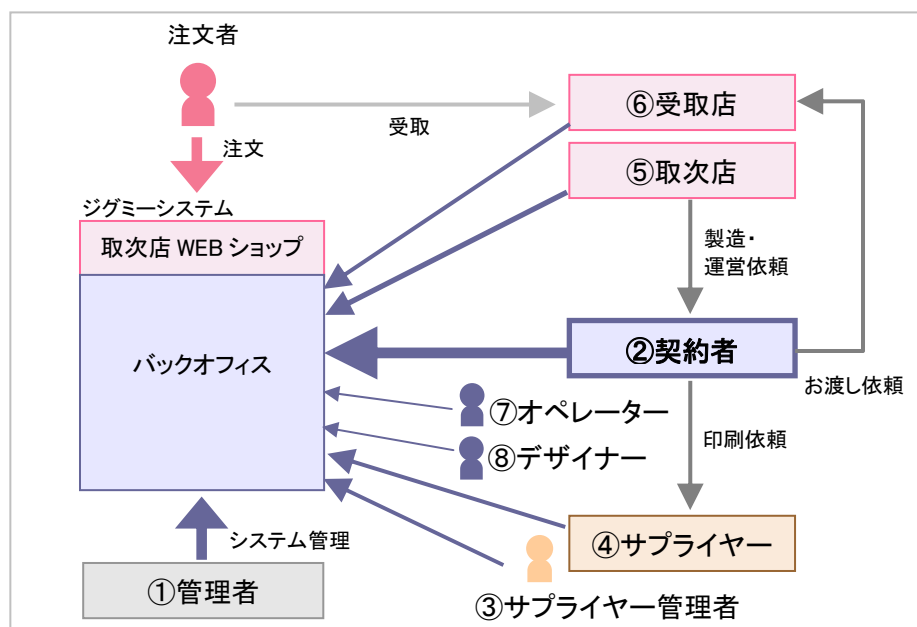 注文者
⑥受取店
受取
注文
⑤取次店
ジグミーシステム
取次店 WEB ショップ
製造・
運営依頼
バックオフィス
②契約者
お渡し依頼
⑦オペレーター
印刷依頼
⑧デザイナー
システム管理
④サプライヤー
①管理者
③サプライヤー管理者